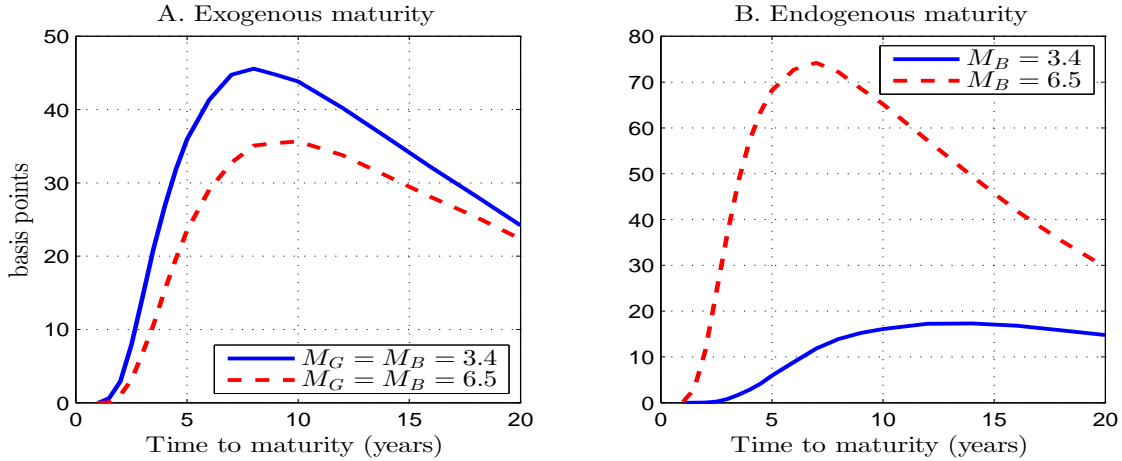 A. Exogenous maturity
50
40
30
20
10
0
basis points
M_G = M_B = 3.4
M_G = M_B = 6.5
0 5 10 15 20
Time to maturity (years)
B. Endogenous maturity
80
70
60
50
40
30
20
10
0
M_B = 3.4
M_B = 6.5
0 5 10 15 20
Time to maturity (years)